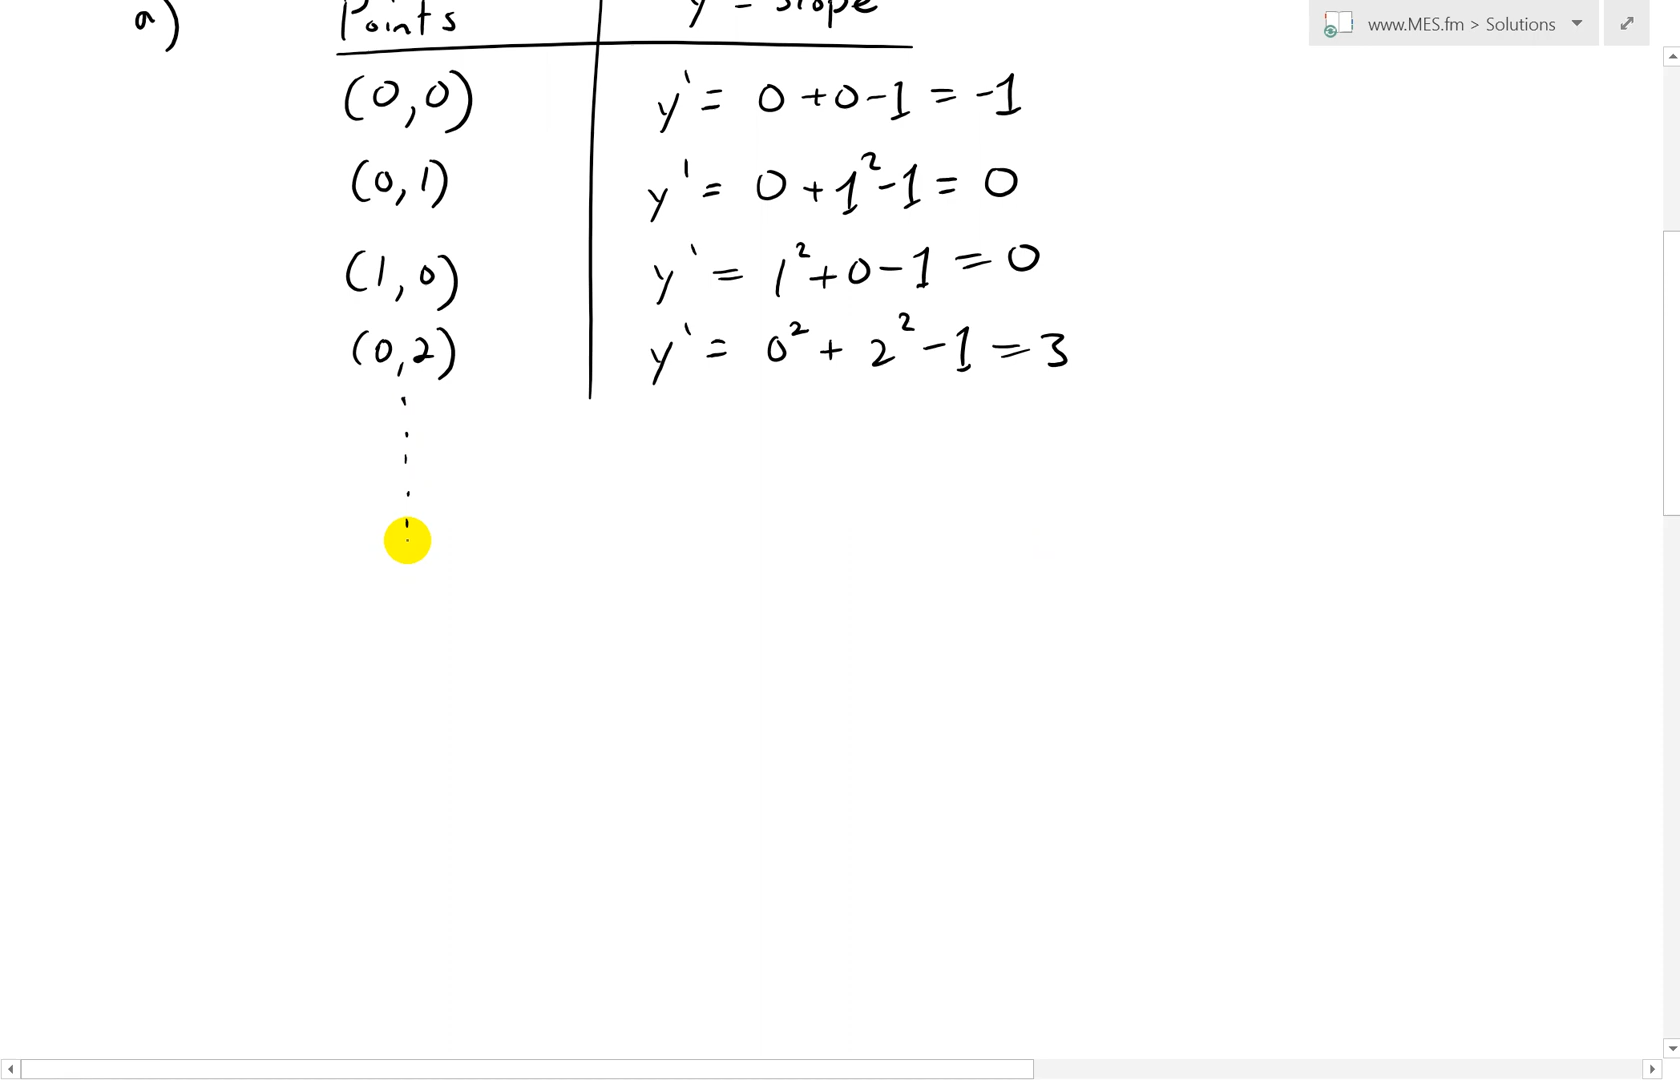 www.MES.fm > Solutions
a) Points y' = slope
(0,0) y' = 0 + 0 - 1 = -1
(0,1) y' = 0 + 1² - 1 = 0
(1,0) y' = 1² + 0 - 1 = 0
(0,2) y' = 0² + 2² - 1 = 3